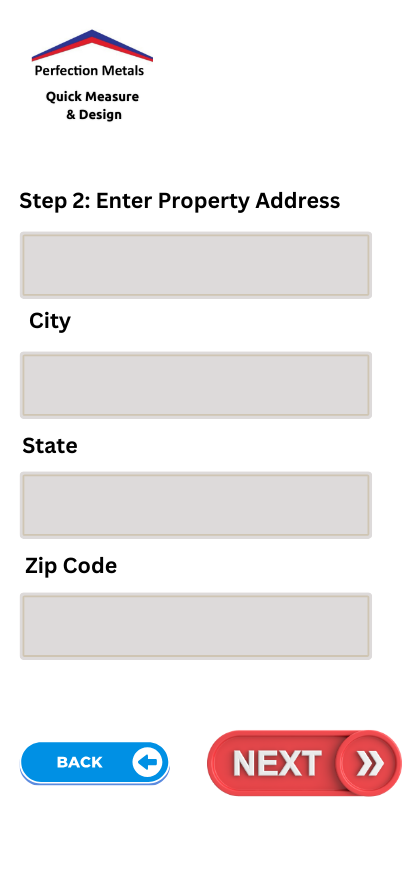 Perfection Metals
Quick Measure
& Design
Step 2: Enter Property Address
City
State
Zip Code
BACK
NEXT